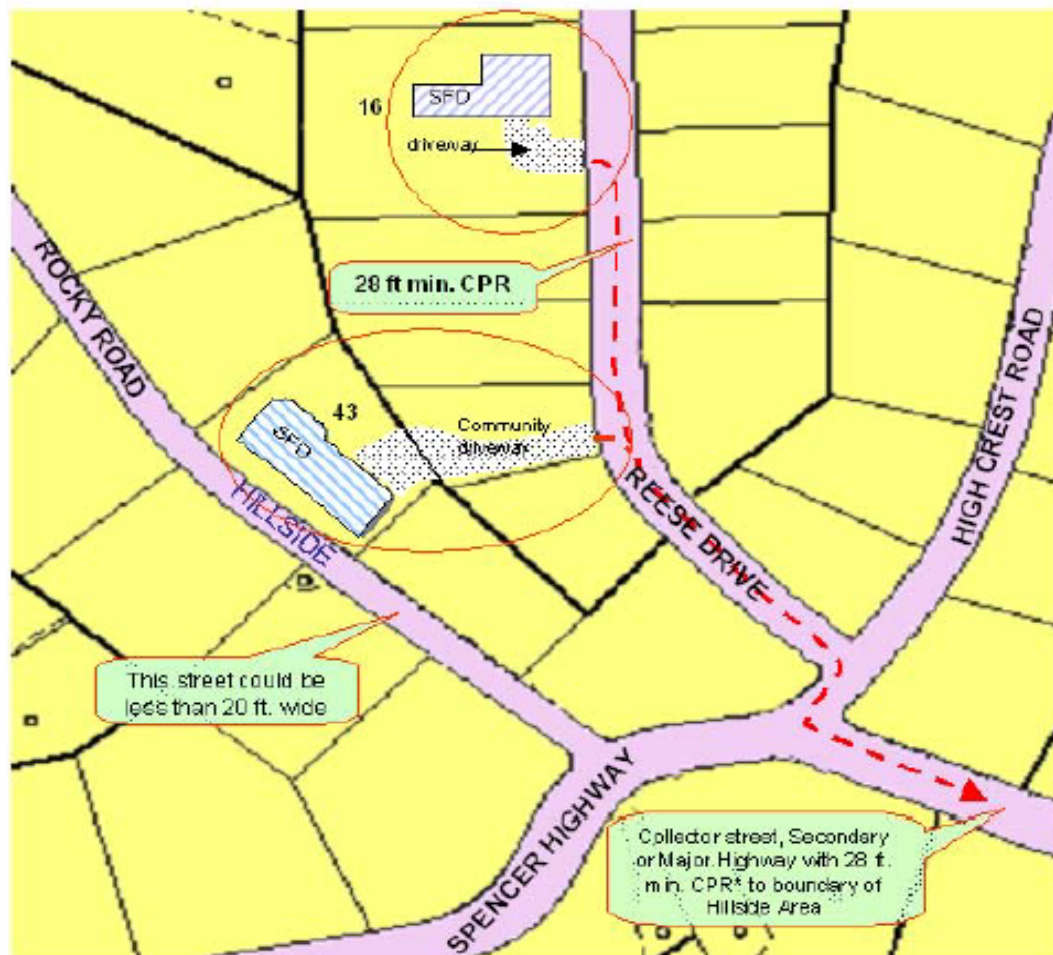 SFD
16
driveway
28 ft min. CPR
ROCKY ROAD
43
SFD
Community
driveway
HILLSIDE
REESE DRIVE
HIGH CREST ROAD
This street could be
less than 20 ft. wide
SPENCER HIGHWAY
Collector street, Secondary
or Major Highway with 28 ft.
min. CPR* to boundary of
Hillside Area